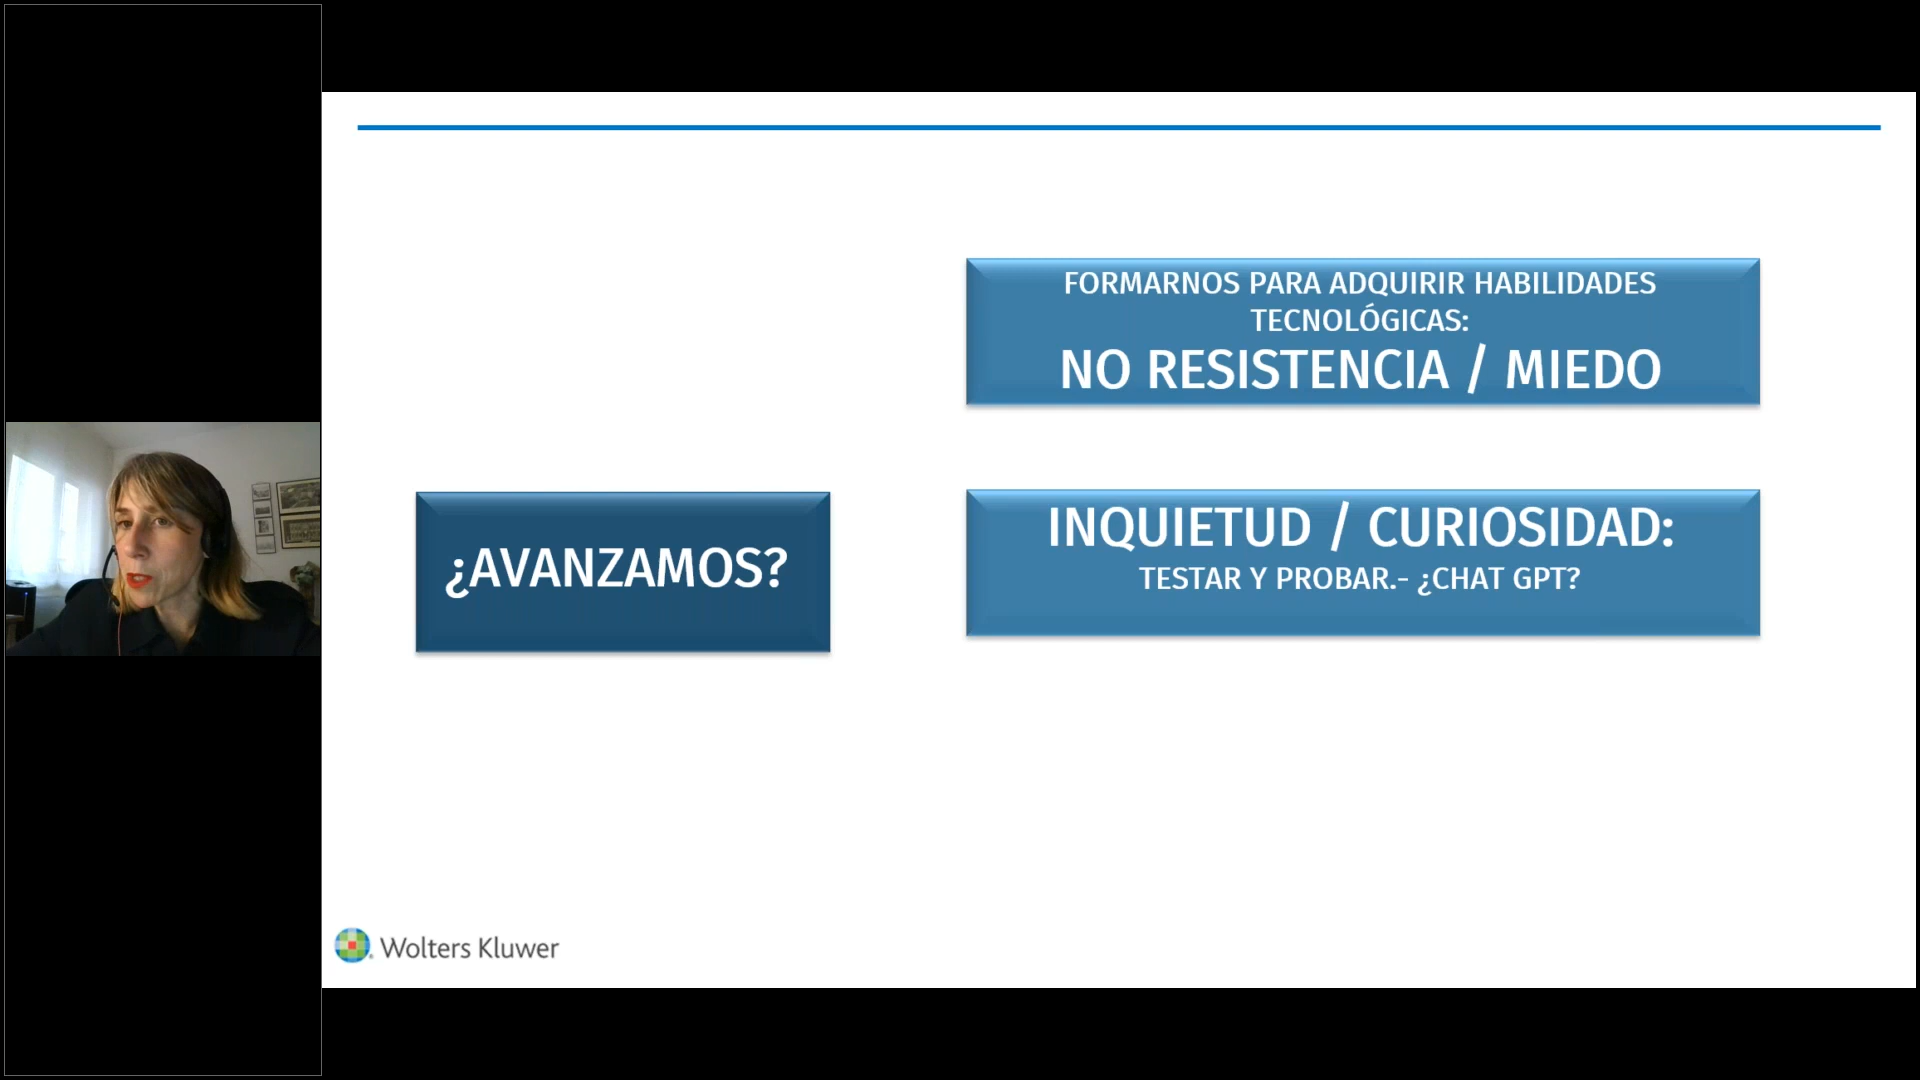 FORMARNOS PARA ADQUIRIR HABILIDADES
TECNOLÓGICAS:
NO RESISTENCIA / MIEDO
¿AVANZAMOS?
INQUIETUD / CURIOSIDAD:
TESTAR Y PROBAR.- ¿CHAT GPT?
Wolters Kluwer